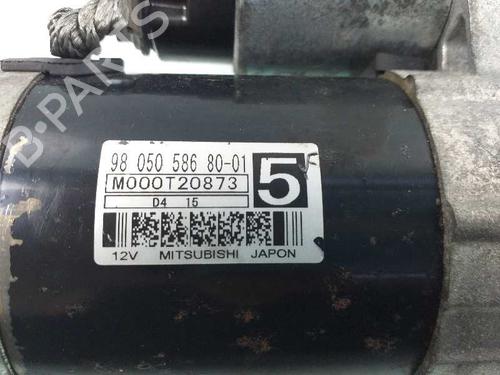 B-PARTS
98 050 586 80-01
5
M000T20873
D4 15
12V MITSUBISHI JAPON